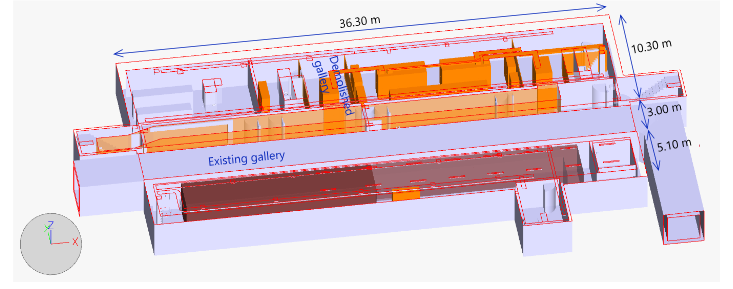 36.30 m
10.30 m
Demolished
gallery
3.00 m
5.10 m
Existing gallery
Z
Y
X